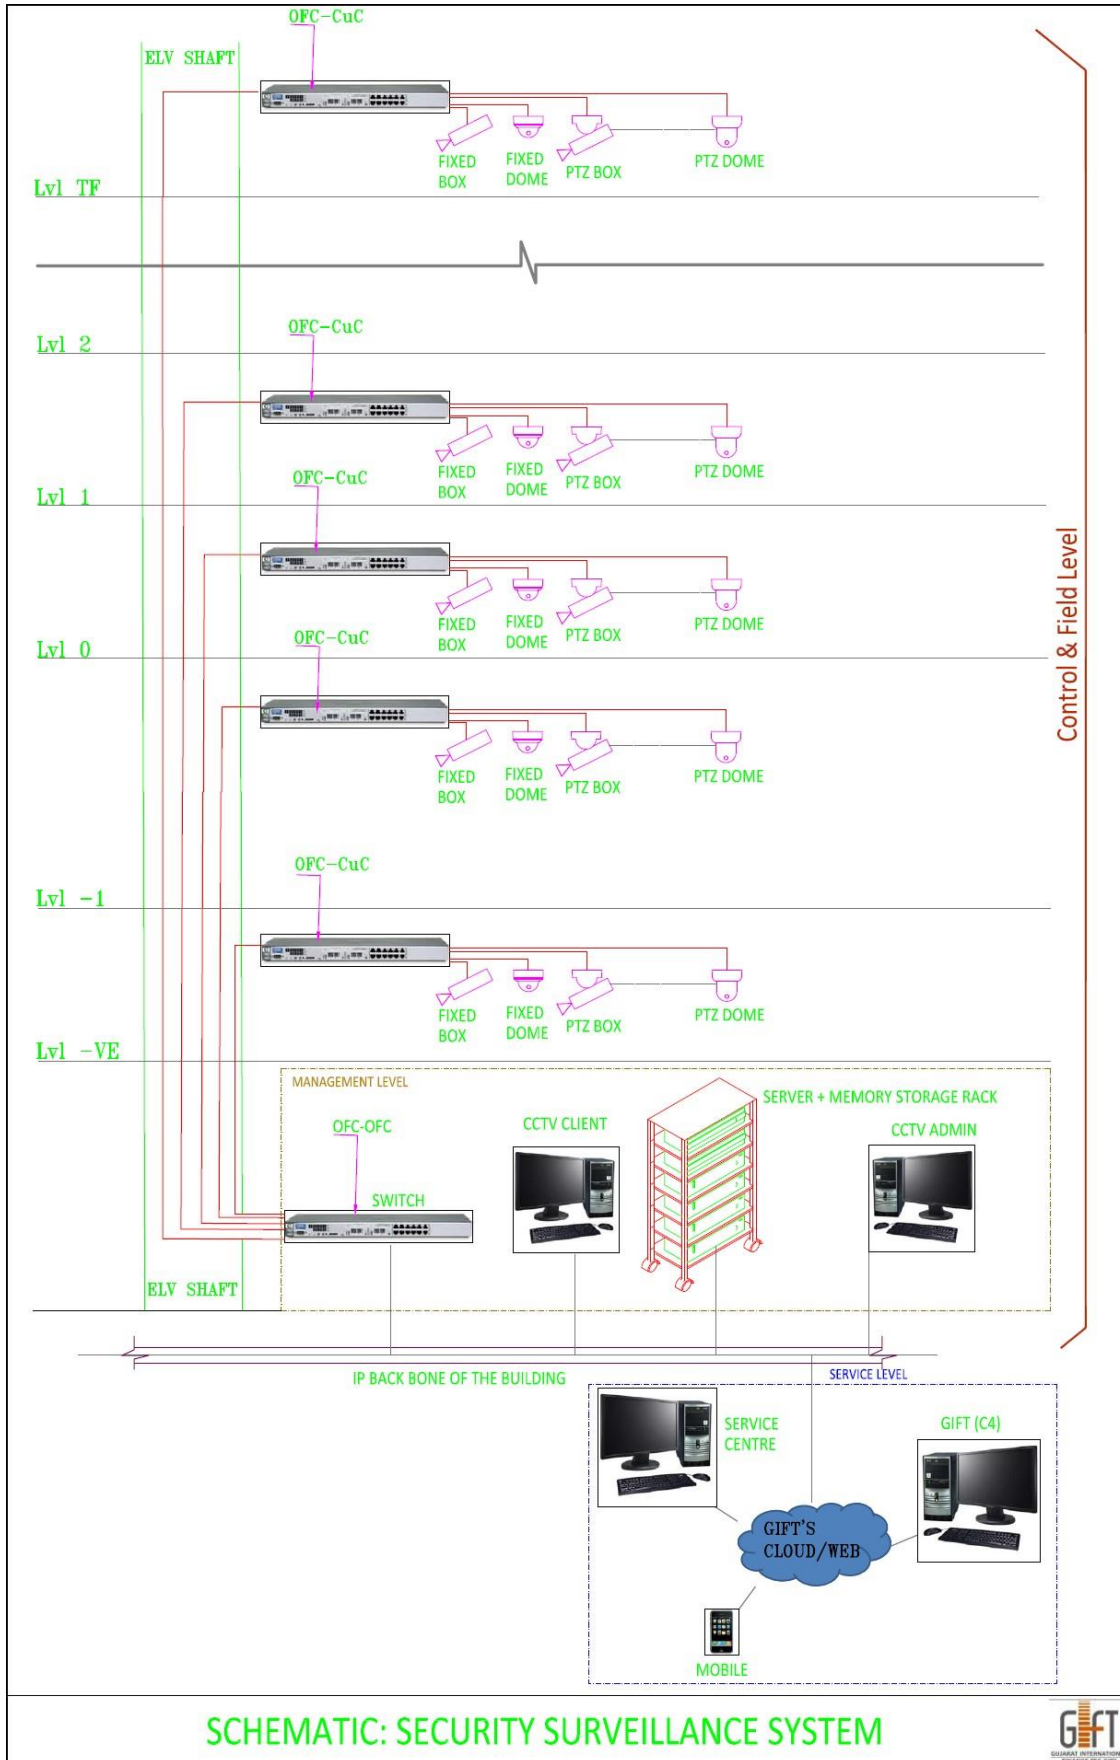 OFC-CuC
ELV SHAFT
FIXED
BOX
FIXED
DOME
PTZ BOX
PTZ DOME
Lvl TF
OFC-CuC
Lvl 2
FIXED
BOX
FIXED
DOME
PTZ BOX
PTZ DOME
OFC-CuC
Lvl 1
FIXED
BOX
FIXED
DOME
PTZ BOX
PTZ DOME
OFC-CuC
Lvl 0
FIXED
BOX
FIXED
DOME
PTZ BOX
PTZ DOME
Control & Field Level
OFC-CuC
Lvl -1
FIXED
BOX
FIXED
DOME
PTZ BOX
PTZ DOME
Lvl -VE
MANAGEMENT LEVEL
SERVER + MEMORY STORAGE RACK
OFC-OFC
CCTV CLIENT
CCTV ADMIN
SWITCH
ELV SHAFT
IP BACK BONE OF THE BUILDING
SERVICE LEVEL
SERVICE
CENTRE
GIFT (C4)
GIFT'S
CLOUD/WEB
MOBILE
SCHEMATIC: SECURITY SURVEILLANCE SYSTEM
GIFT
GUJARAT INTERNATIONAL